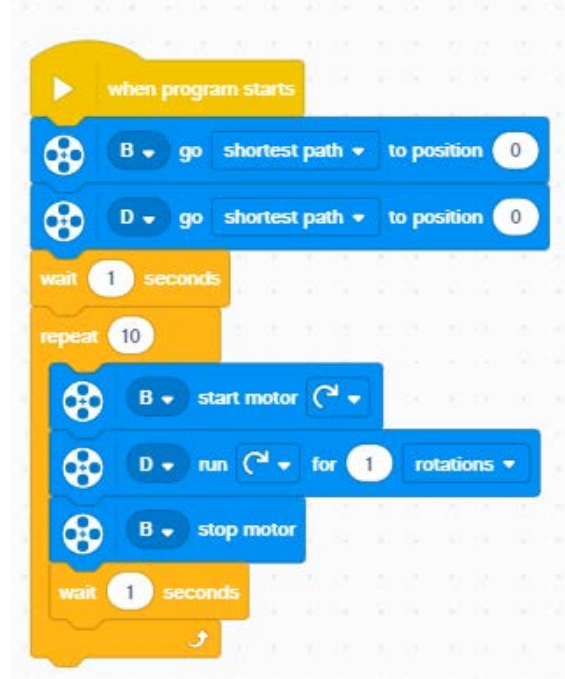 when program starts
B go shortest path to position 0
D go shortest path to position 0
wait 1 seconds
repeat 10
B start motor
D run for 1 rotations
B stop motor
wait 1 seconds